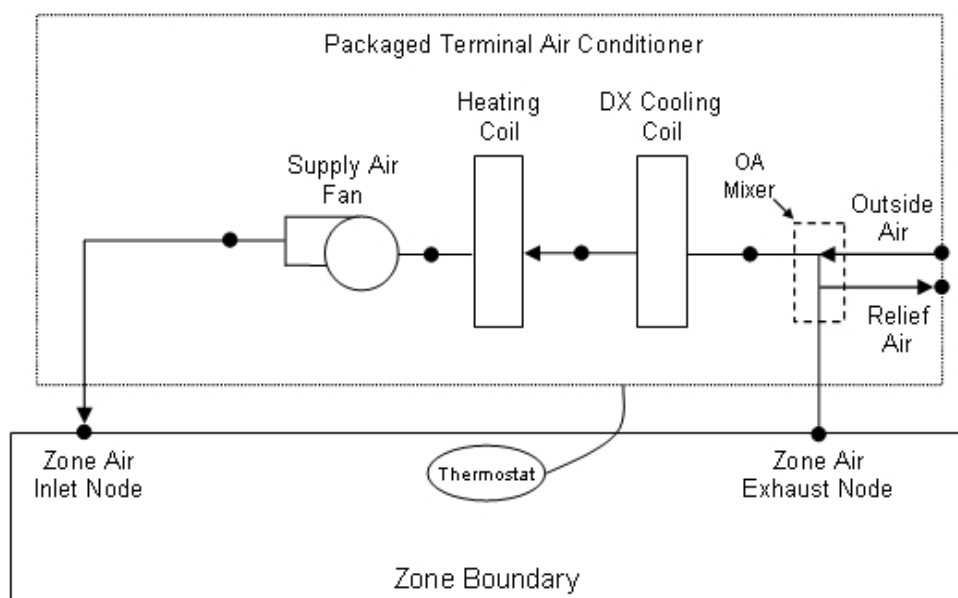 Packaged Terminal Air Conditioner
Heating
Coil
DX Cooling
Coil
Supply Air
Fan
OA
Mixer
Outside
Air
Relief
Air
Zone Air
Inlet Node
Thermostat
Zone Air
Exhaust Node
Zone Boundary